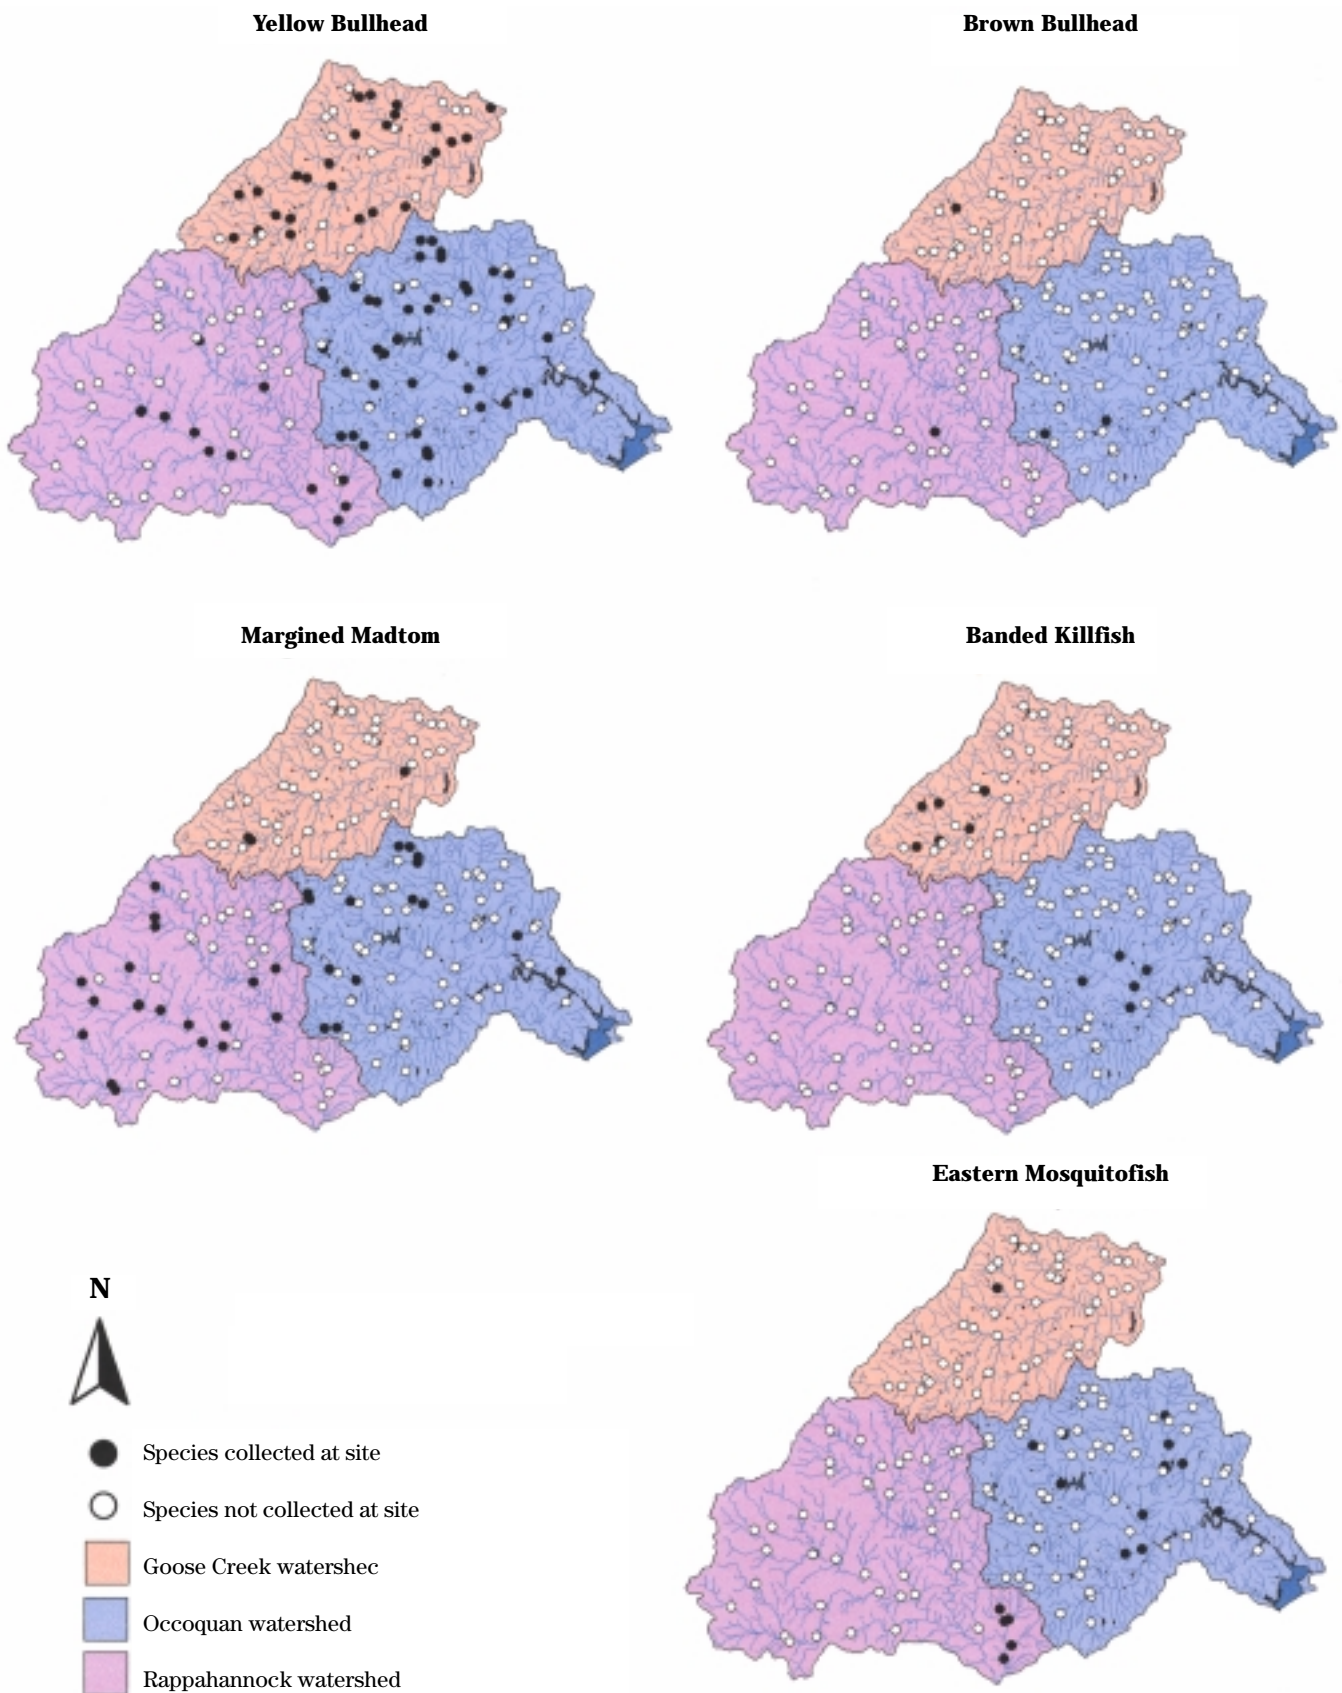 Yellow Bullhead
Brown Bullhead
Margined Madtom
Banded Killfish
Eastern Mosquitofish
N
Species collected at site
Species not collected at site
Goose Creek watershec
Occoquan watershed
Rappahannock watershed